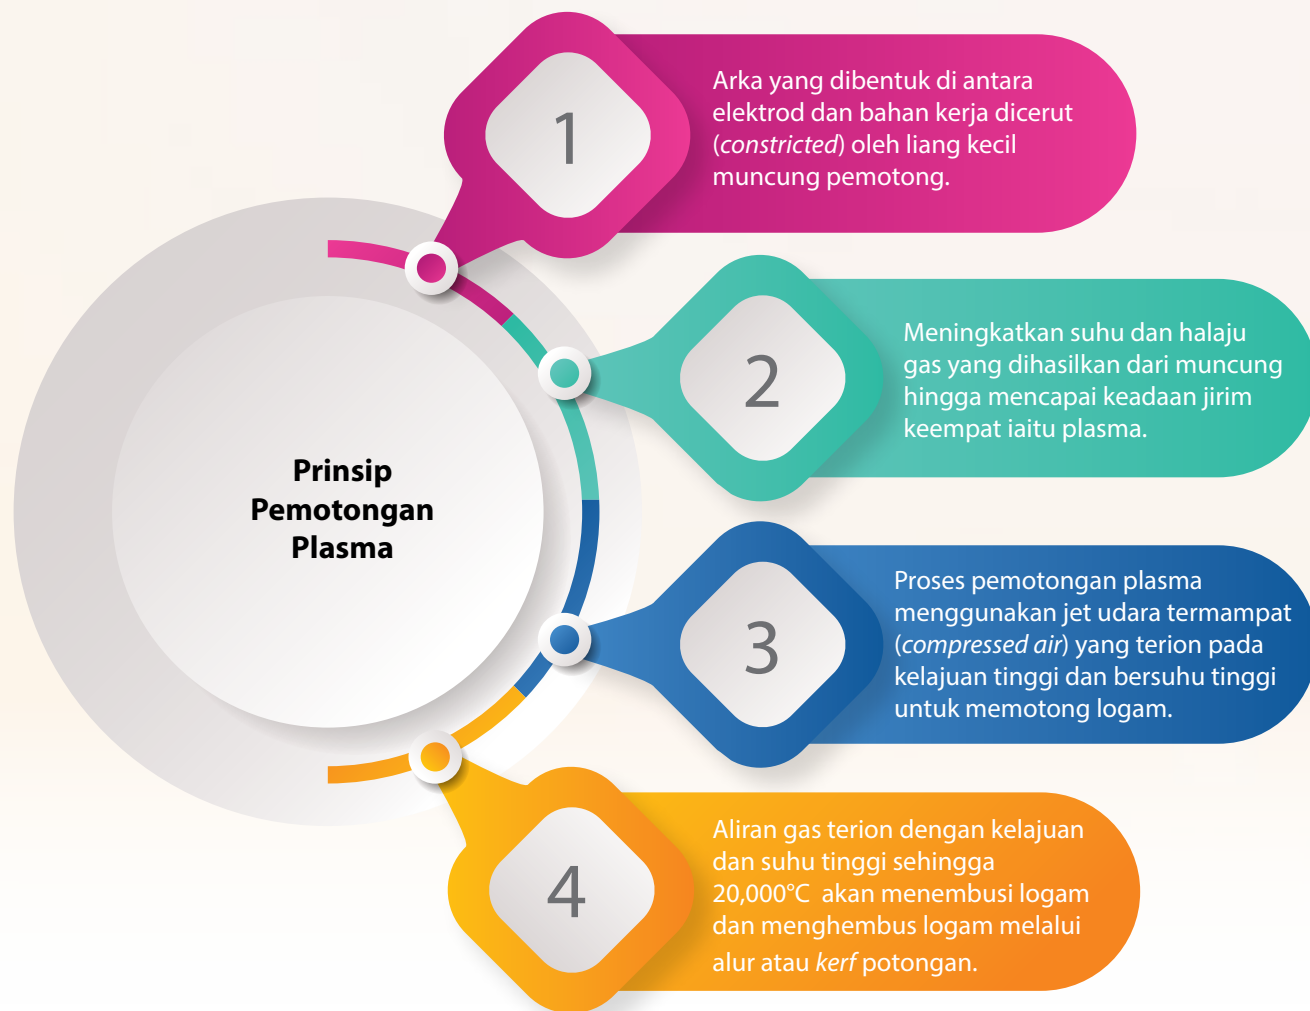 1
Arka yang dibentuk di antara
elektrod dan bahan kerja dicerut
(constricted) oleh liang kecil
muncung pemotong.
2
Meningkatkan suhu dan halaju
gas yang dihasilkan dari muncung
hingga mencapai keadaan jirim
keempat iaitu plasma.
Prinsip
Pemotongan
Plasma
3
Proses pemotongan plasma
menggunakan jet udara termampat
(compressed air) yang terion pada
kelajuan tinggi dan bersuhu tinggi
untuk memotong logam.
4
Aliran gas terion dengan kelajuan
dan suhu tinggi sehingga
20,000°C akan menembusi logam
dan menghembus logam melalui
alur atau kerf potongan.